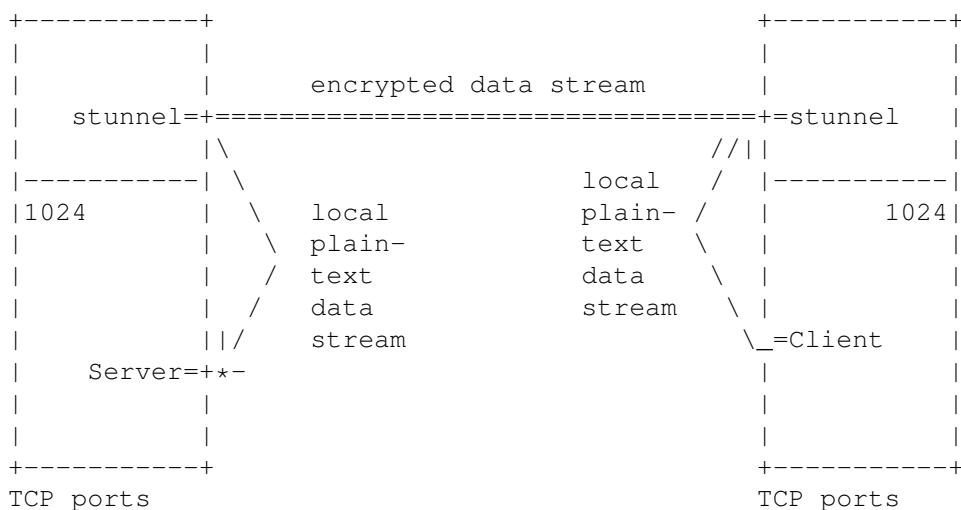 encrypted data stream
stunnel=+==================================+=stunnel
local
1024 local plain- 1024
plain- text
text data
data stream
stream =Client
Server=+*-
TCP ports TCP ports